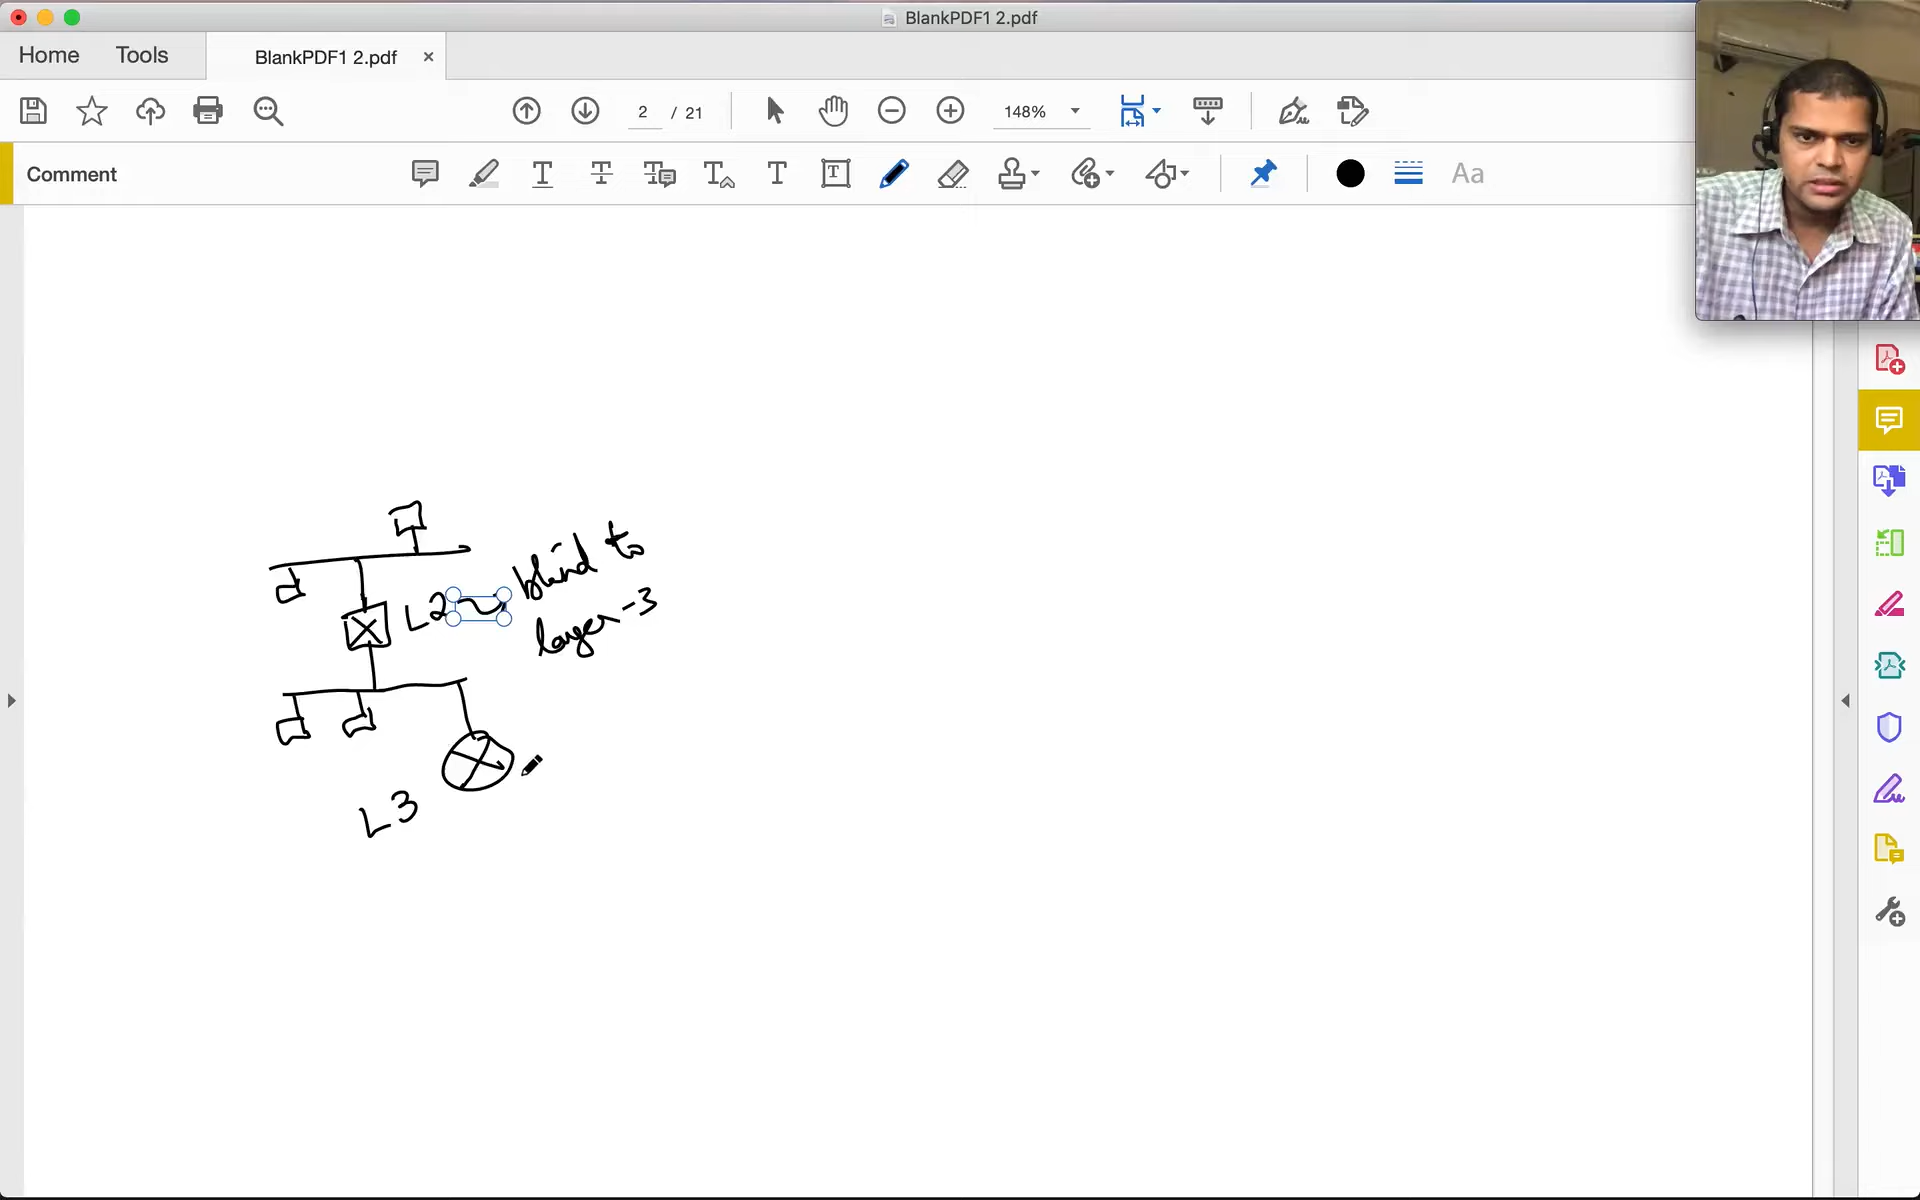 BlankPDF1 2.pdf
Home Tools BlankPDF1 2.pdf ×
2 / 21 148%
Comment Aa
L2 blind to
layer-3
L3